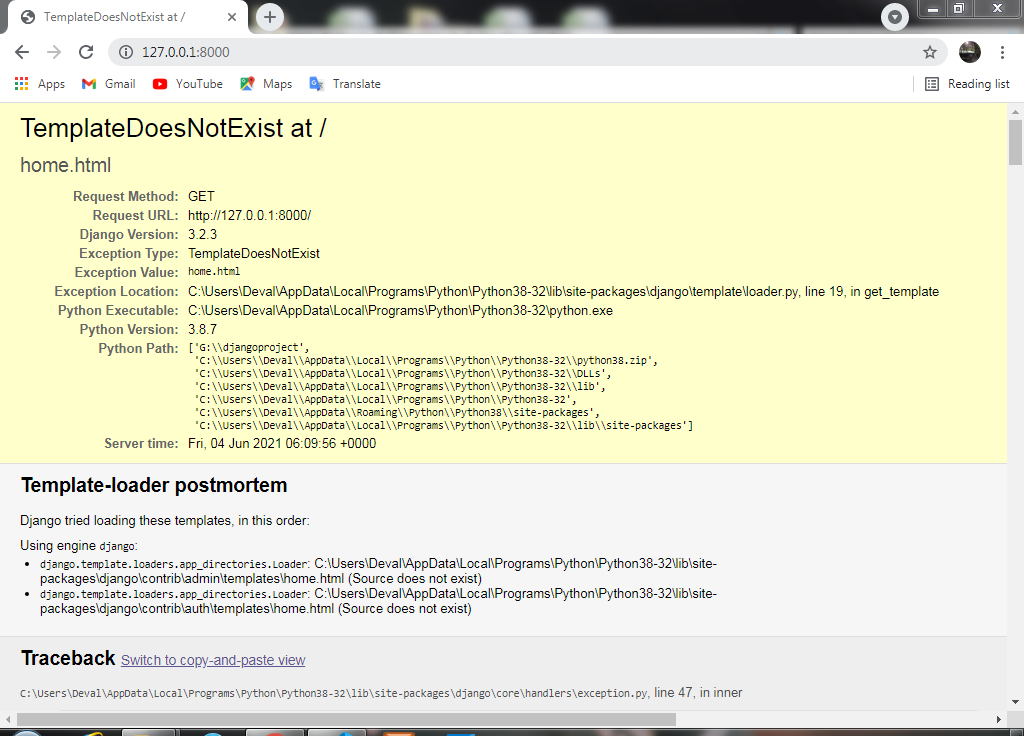 TemplateDoesNotExist at /
127.0.0.1:8000
Apps Gmail YouTube Maps Translate Reading list
TemplateDoesNotExist at /
home.html
Request Method: GET
Request URL: http://127.0.0.1:8000/
Django Version: 3.2.3
Exception Type: TemplateDoesNotExist
Exception Value: home.html
Exception Location: C:\Users\Deval\AppData\Local\Programs\Python\Python38-32\lib\site-packages\django\template\loader.py, line 19, in get_template
Python Executable: C:\Users\Deval\AppData\Local\Programs\Python\Python38-32\python.exe
Python Version: 3.8.7
Python Path: ['G:\\djangoproject',
'C:\\Users\\Deval\\AppData\\Local\\Programs\\Python\\Python38-32\\python38.zip',
'C:\\Users\\Deval\\AppData\\Local\\Programs\\Python\\Python38-32\\DLLs',
'C:\\Users\\Deval\\AppData\\Local\\Programs\\Python\\Python38-32\\lib',
'C:\\Users\\Deval\\AppData\\Local\\Programs\\Python\\Python38-32',
'C:\\Users\\Deval\\AppData\\Roaming\\Python\\Python38\\site-packages',
'C:\\Users\\Deval\\AppData\\Local\\Programs\\Python\\Python38-32\\lib\\site-packages']
Server time: Fri, 04 Jun 2021 06:09:56 +0000
Template-loader postmortem
Django tried loading these templates, in this order:
Using engine django:
• django.template.loaders.app_directories.Loader: C:\Users\Deval\AppData\Local\Programs\Python\Python38-32\lib\site-
packages\django\contrib\admin\templates\home.html (Source does not exist)
• django.template.loaders.app_directories.Loader: C:\Users\Deval\AppData\Local\Programs\Python\Python38-32\lib\site-
packages\django\contrib\auth\templates\home.html (Source does not exist)
Traceback Switch to copy-and-paste view
C:\Users\Deval\AppData\Local\Programs\Python\Python38-32\lib\site-packages\django\core\handlers\exception.py, line 47, in inner